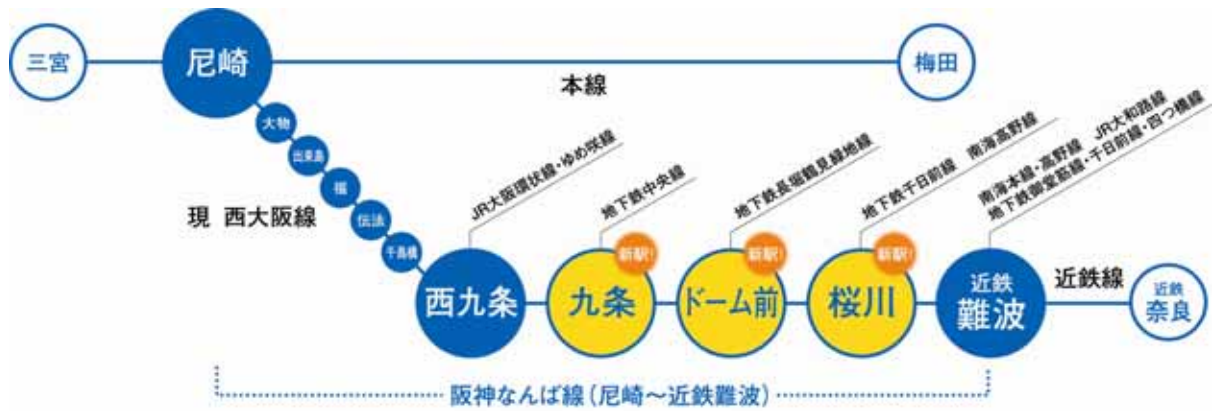 三宮
尼崎
梅田
本線
大物
出来島
福
伝法
千鳥橋
現 西大阪線
JR大阪環状線・ゆめ咲線
地下鉄中央線
地下鉄長堀鶴見緑地線
地下鉄千日前線 南海高野線
南海本線・高野線 JR大和路線
地下鉄御堂筋線・千日前線・四つ橋線
西九条
新駅!
九条
新駅!
ドーム前
新駅!
桜川
近鉄
難波
近鉄線
近鉄
奈良
阪神なんば線(尼崎~近鉄難波)